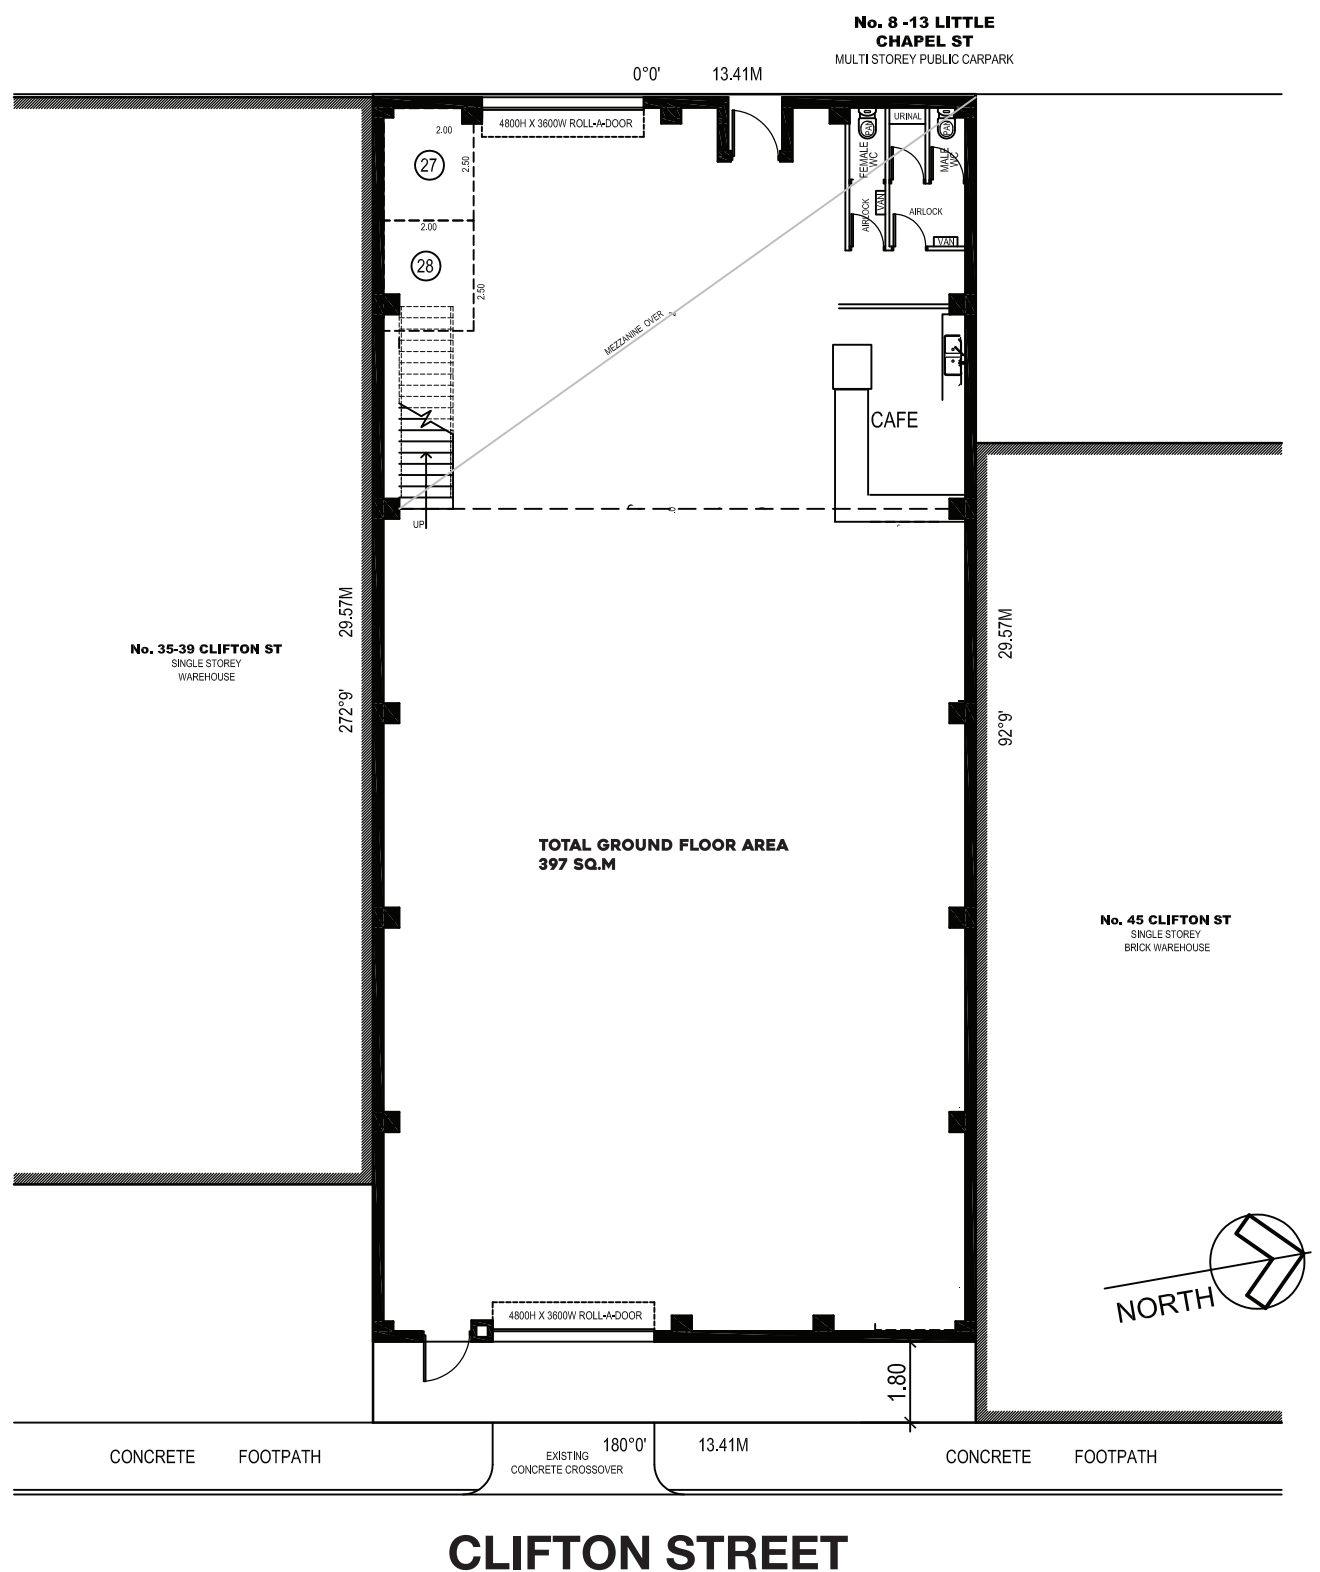 No. 8 -13 LITTLE
CHAPEL ST
MULTI STOREY PUBLIC CARPARK
0°0' 13.41M
4800H X 3600W ROLL-A-DOOR
URINAL
PAN
PAN
2.00
27
2.50
FEMALE
WC
MALE
WC
VAN
AIRLOCK
AIRLOCK
VAN
2.00
28
2.50
MEZZANINE OVER
CAFE
UP
29.57M
272°9'
29.57M
92°9'
No. 35-39 CLIFTON ST
SINGLE STOREY
WAREHOUSE
TOTAL GROUND FLOOR AREA
397 SQ.M
No. 45 CLIFTON ST
SINGLE STOREY
BRICK WAREHOUSE
NORTH
4800H X 3600W ROLL-A-DOOR
1.80
CONCRETE FOOTPATH
EXISTING
CONCRETE CROSSOVER
180°0' 13.41M
CONCRETE FOOTPATH
CLIFTON STREET